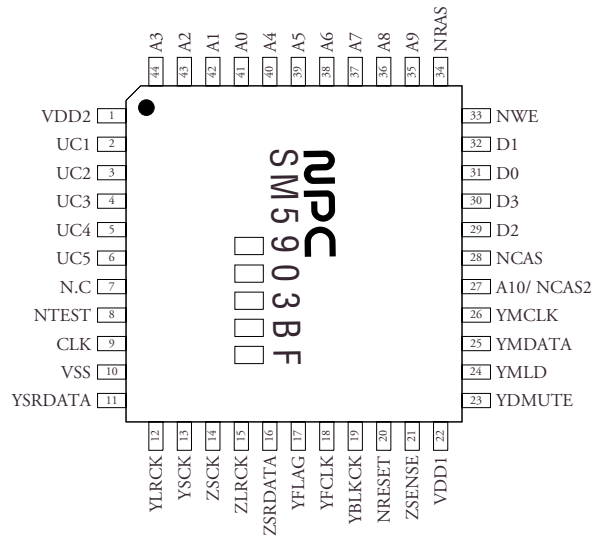 A3 A2 A1 A0 A4 A5 A6 A7 A8 A9 NRAS
44 43 42 41 40 39 38 37 36 35 34
VDD2 1
UC1 2
UC2 3
UC3 4
UC4 5
UC5 6
N.C 7
NTEST 8
CLK 9
VSS 10
YSRDATA 11
NPC
SM5903BF
33 NWE
32 D1
31 D0
30 D3
29 D2
28 NCAS
27 A10/ NCAS2
26 YMCLK
25 YMDATA
24 YMLD
23 YDMUTE
12 13 14 15 16 17 18 19 20 21 22
YLRCK YSCK ZSCK ZLRCK ZSRDATA YFLAG YFCLK YBLKCK NRESET ZSENSE VDD1